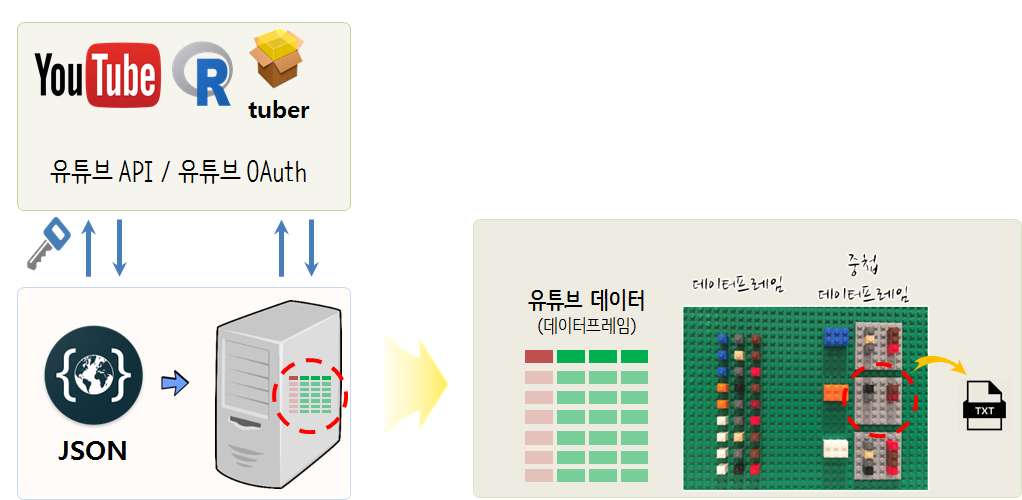 YouTube
R
tuber
유튜브 API / 유튜브 OAuth
{ }
JSON
유튜브 데이터
(데이터프레임)
데이터프레임
중첩
데이터프레임
TXT